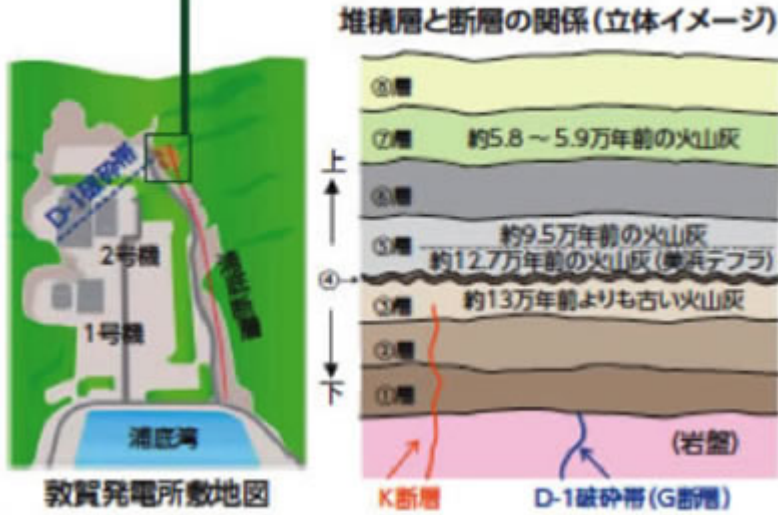 堆積層と断層の関係(立体イメージ)
D-1破砕帯
2号機
1号機
浦底断層
浦底湾
敦賀発電所敷地図
上
④
下
⑧層
⑦層 約5.8～5.9万年前の火山灰
⑥層
⑤層 約9.5万年前の火山灰
約12.7万年前の火山灰(美浜テフラ)
③層 約13万年前よりも古い火山灰
②層
①層
(岩盤)
K断層
D-1破砕帯(G断層)